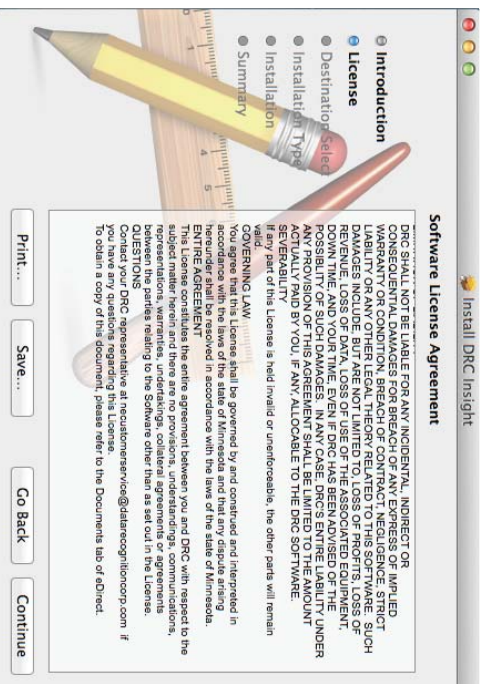 Install DRC Insight
Software License Agreement
Introduction
License
Destination Select
Installation Type
Installation
Summary
DRC SHALL NOT BE LIABLE FOR ANY INCIDENTAL, INDIRECT OR
CONSEQUENTIAL DAMAGES FOR BREACH OF ANY EXPRESS OF IMPLIED
WARRANTY OR CONDITION, BREACH OF CONTRACT, NEGLIGENCE, STRICT
LIABILITY OR ANY OTHER LEGAL THEORY RELATED TO THIS SOFTWARE. SUCH
DAMAGES INCLUDE, BUT ARE NOT LIMITED TO, LOSS OF PROFITS, LOSS OF
REVENUE, LOSS OF DATA, LOSS OF USE OF THE ASSOCIATED EQUIPMENT,
DOWN TIME, AND YOUR TIME, EVEN IF DRC HAS BEEN ADVISED OF THE
POSSIBLITY OF SUCH DAMAGES. IN ANY CASE, DRC'S ENTIRE LIABILITY UNDER
ANY PROVISION OF THIS AGREEMENT SHALL BE LIMITED TO THE AMOUNT
ACTUALLY PAID BY YOU, IF ANY, ALLOCABLE TO THE DRC SOFTWARE.
SEVERABILITY
If any part of this License is held invalid or unenforceable, the other parts will remain
valid.
GOVERNING LAW
You agree that this License shall be governed by and construed and interpreted in
accordance with the laws of the state of Minnesota and that any dispute arising
hereunder shall be resolved in accordance with the laws of the state of Minnesota.
ENTIRE AGREEMENT
This License constitutes the entire agreement between you and DRC with respect to the
subject matter herein and there are no provisions, understandings, communications,
representations, warranties, undertakings, collateral agreements or agreements
between the parties relating to the Software other than as set out in the License.
QUESTIONS
Contact your DRC representative at necustomerservice@datarecognitioncorp.com if
you have any questions regarding this License.
To obtain a copy of this document, please refer to the Documents tab of eDirect.
Print...
Save...
Go Back
Continue